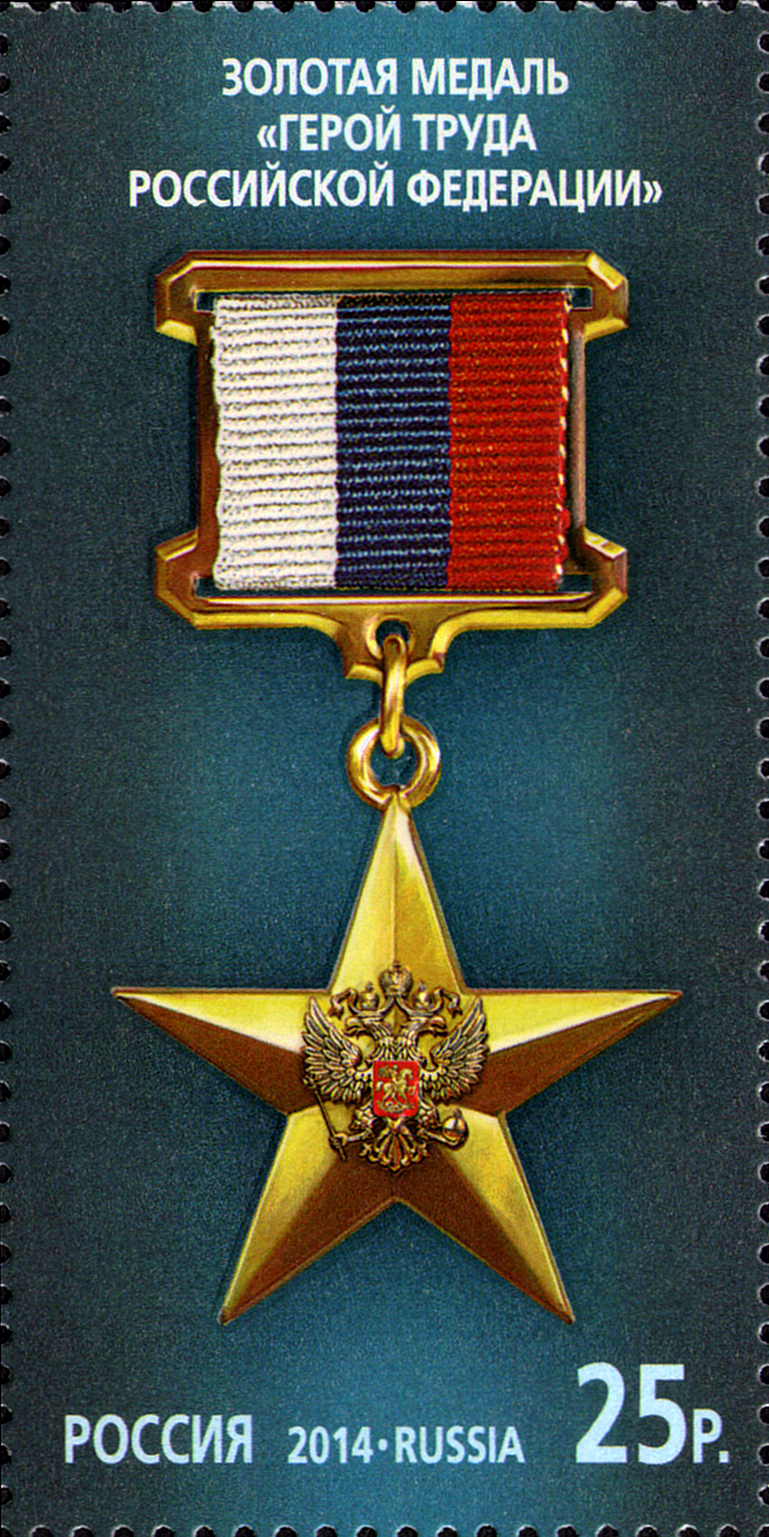 ЗОЛОТАЯ МЕДАЛЬ
«ГЕРОЙ ТРУДА
РОССИЙСКОЙ ФЕДЕРАЦИИ»
РОССИЯ 2014·RUSSIA 25Р.